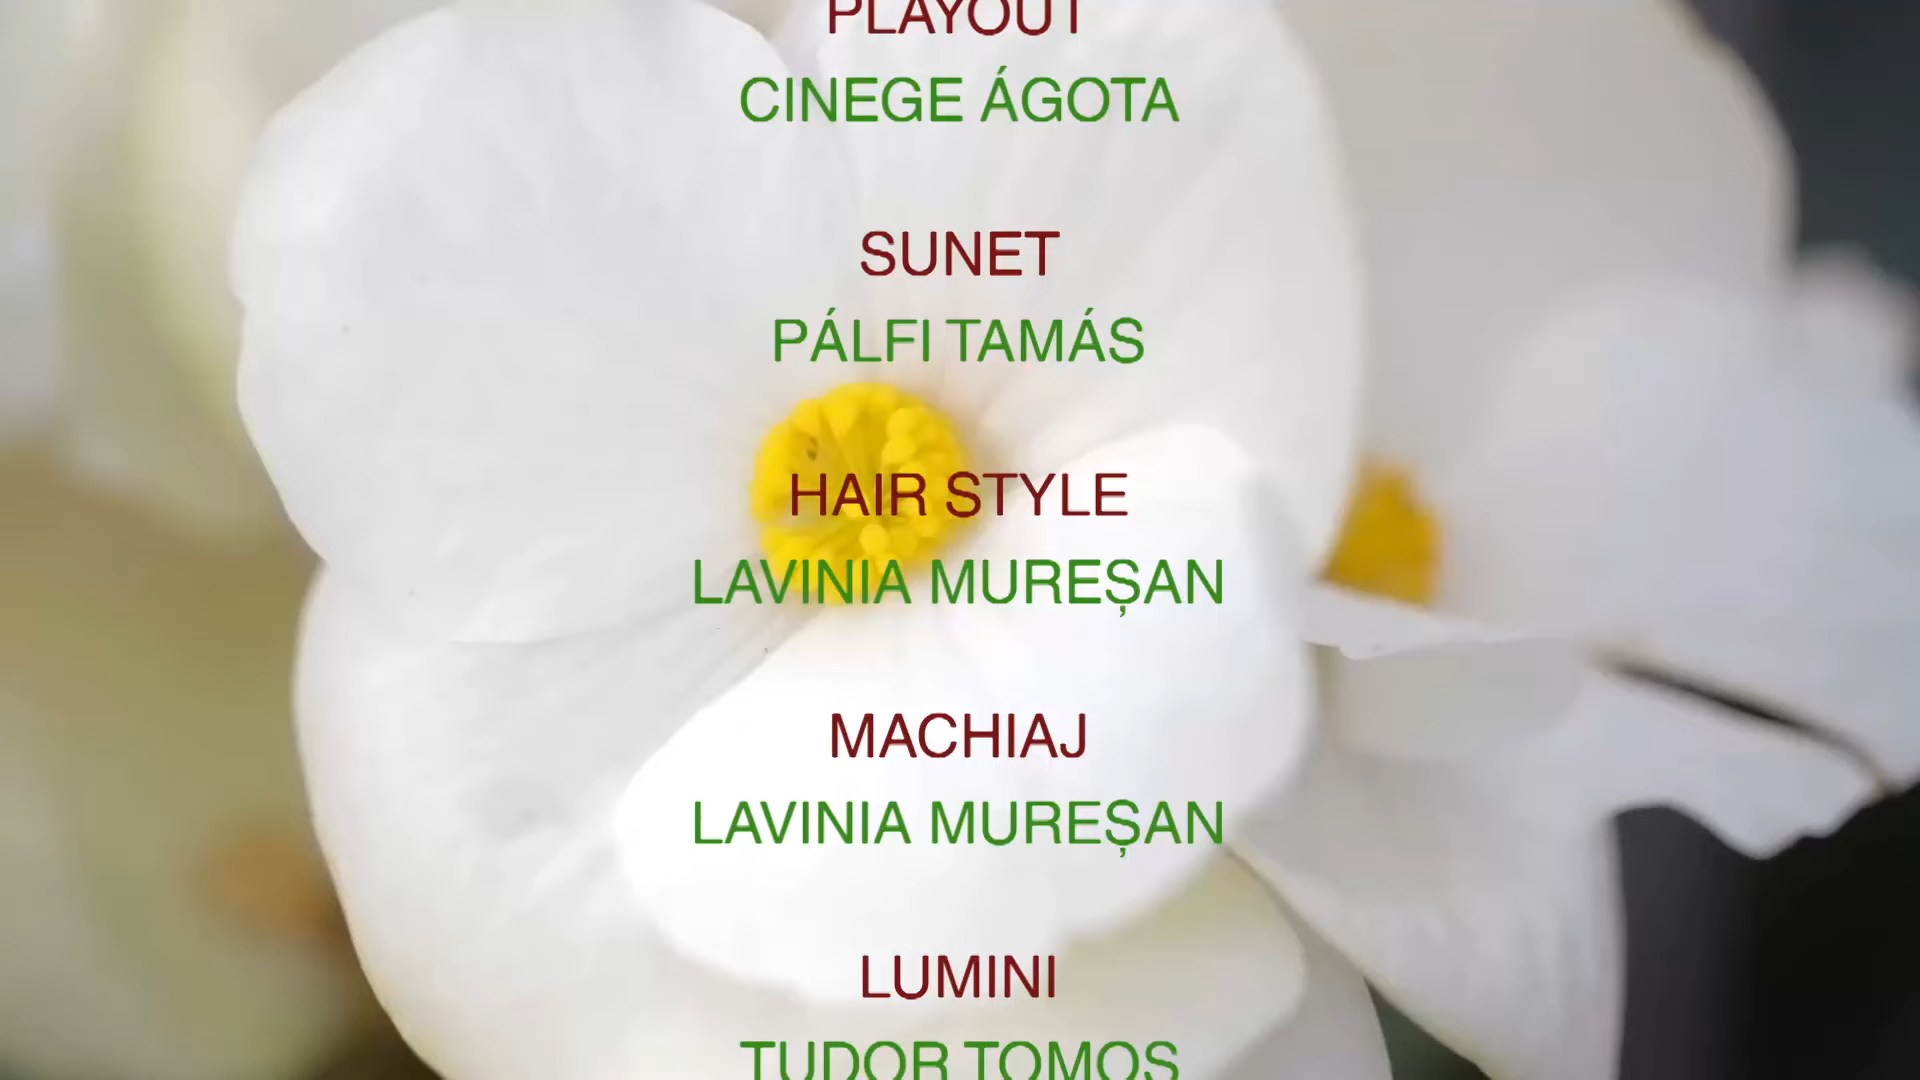 PLAYOUT
CINEGE ÁGOTA
SUNET
PÁLFI TAMÁS
HAIR STYLE
LAVINIA MUREȘAN
MACHIAJ
LAVINIA MUREȘAN
LUMINI
TUDOR TOMOS